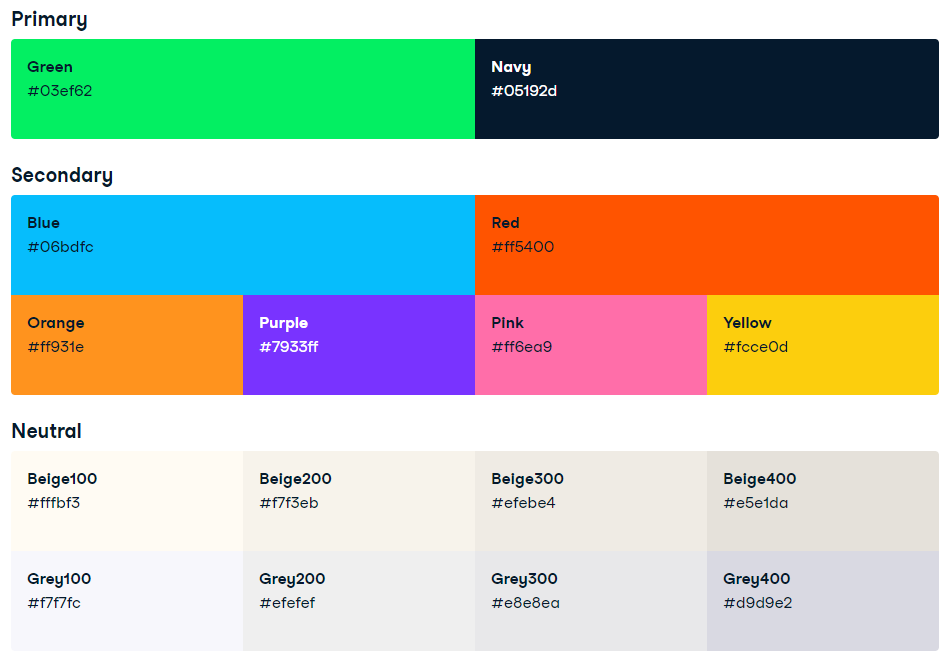 Primary
Green
#03ef62
Navy
#05192d
Secondary
Blue
#06bdfc
Red
#ff5400
Orange
#ff931e
Purple
#7933ff
Pink
#ff6ea9
Yellow
#fcce0d
Neutral
Beige100
#fffbf3
Beige200
#f7f3eb
Beige300
#efebe4
Beige400
#e5e1da
Grey100
#f7f7fc
Grey200
#efefef
Grey300
#e8e8ea
Grey400
#d9d9e2